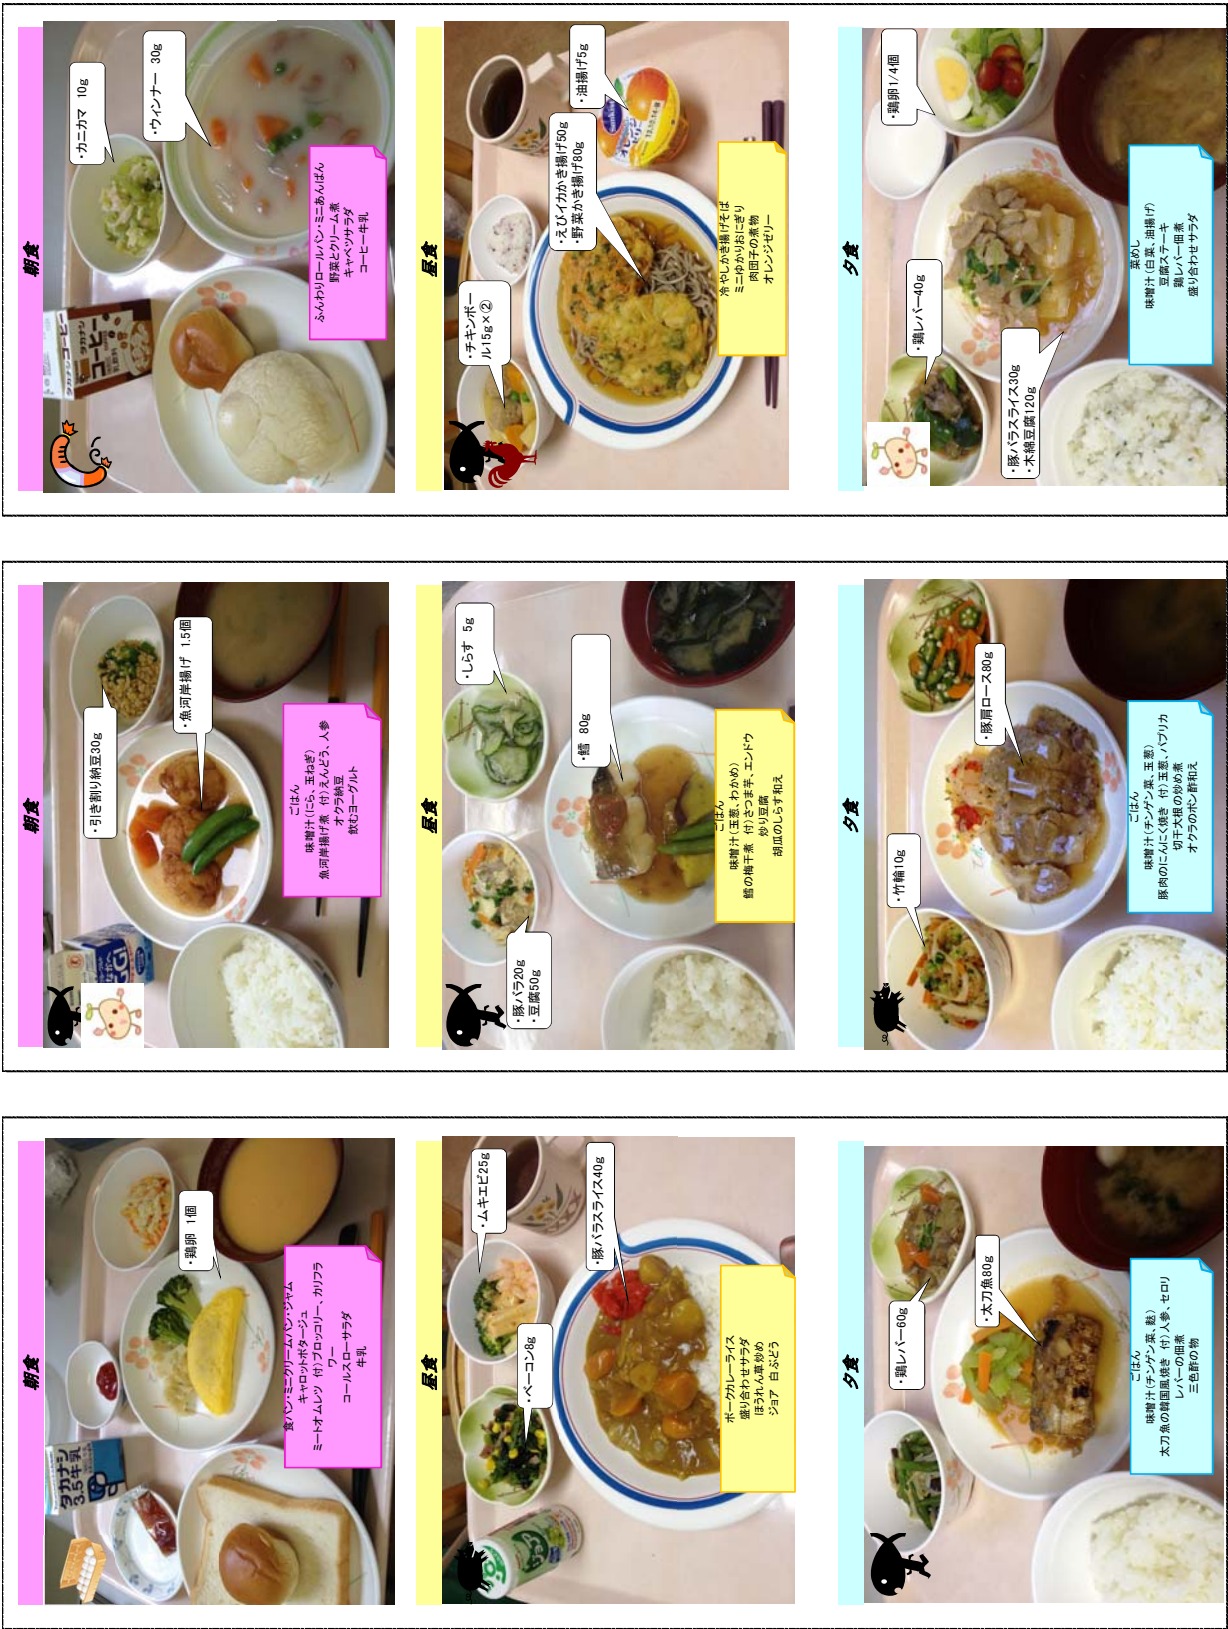 朝食
・鶏卵 1個
食パン・ミニクリームパン・ジャム
キャロットポタージュ
ミートオムレツ 付)ブロッコリー、カリフラ
ワー
コールスローサラダ
牛乳
タカナシ
3.5牛乳
昼食
・ベーコン8g
・ムキエビ25g
・豚バラスライス40g
ポークカレーライス
盛り合わせサラダ
ほうれん草炒め
ジョア 白ぶどう
夕食
・鶏レバー60g
・太刀魚80g
ごはん
味噌汁(チンゲン菜、麩)
太刀魚の韓国風焼き 付)人参、セロリ
レバーの佃煮
三色酢の物
朝食
・引き割り納豆30g
・魚河岸揚げ 1.5個
ごはん
味噌汁(にら、玉ねぎ)
魚河岸揚げ煮 付)えんどう、人参
オクラ納豆
飲むヨーグルト
昼食
・しらす 5g
・豚バラ20g
・豆腐50g
・鱈 80g
ごはん
味噌汁(玉葱、わかめ)
鱈の梅干煮 付)さつま芋、エンドウ
炒り豆腐
胡瓜のしらす和え
夕食
・竹輪10g
・豚肩ロース80g
ごはん
味噌汁(チンゲン菜、玉葱)
豚肉のにんにく焼き 付)玉葱、パプリカ
切干大根の炒め煮
オクラのポン酢和え
朝食
・カニカマ 10g
・ウィンナー 30g
ふんわりロールパン・ミニあんぱん
野菜とクリーム煮
キャベツサラダ
コーヒー牛乳
タカナシ
コーヒー
昼食
・チキンボー
ル15g×②
・えびイカかき揚げ50g
・野菜かき揚げ80g
・油揚げ5g
冷やしかき揚げそば
ミニゆかりおにぎり
肉団子の煮物
オレンジゼリー
Sunkist
オレンジ
ゼリー
夕食
・鶏レバー40g
・鶏卵1/4個
・豚バラスライス30g
・木綿豆腐120g
菜めし
味噌汁(白菜、油揚げ)
豆腐ステーキ
鶏レバー佃煮
盛り合わせサラダ